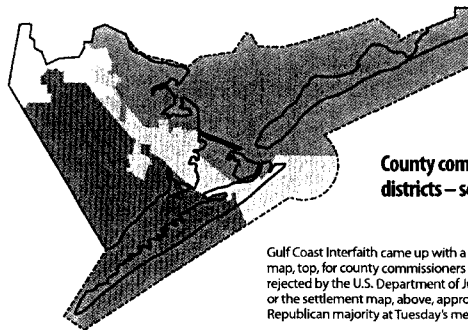 County com
districts – s
Gulf Coast Interfaith came up with a
map, top, for county commissioners
rejected by the U.S. Department of Ju
or the settlement map, above, appro
Republican majority at Tuesday's me